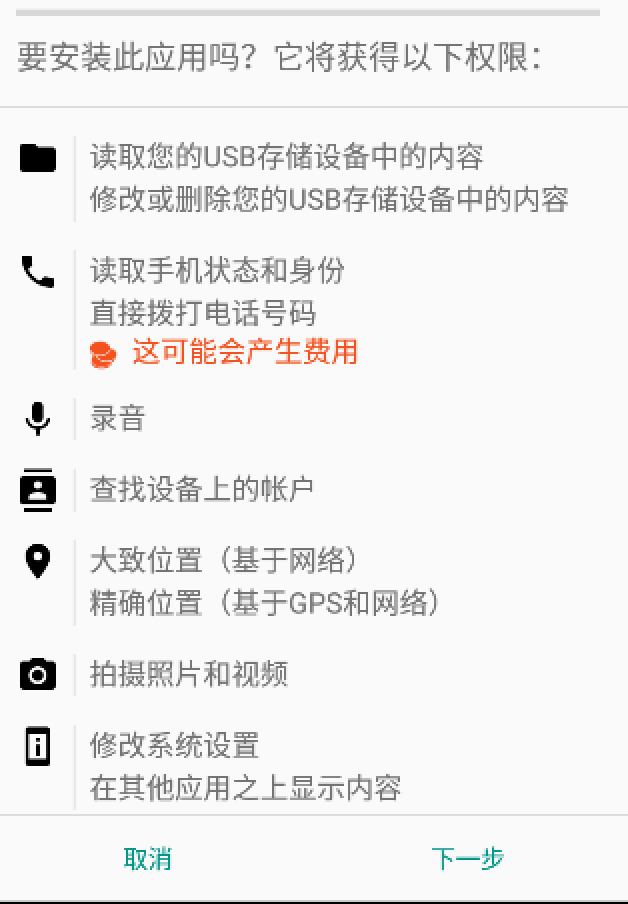 要安装此应用吗？它将获得以下权限：
读取您的USB存储设备中的内容
修改或删除您的USB存储设备中的内容
读取手机状态和身份
直接拨打电话号码
这可能会产生费用
录音
查找设备上的帐户
大致位置（基于网络）
精确位置（基于GPS和网络）
拍摄照片和视频
修改系统设置
在其他应用之上显示内容
取消
下一步